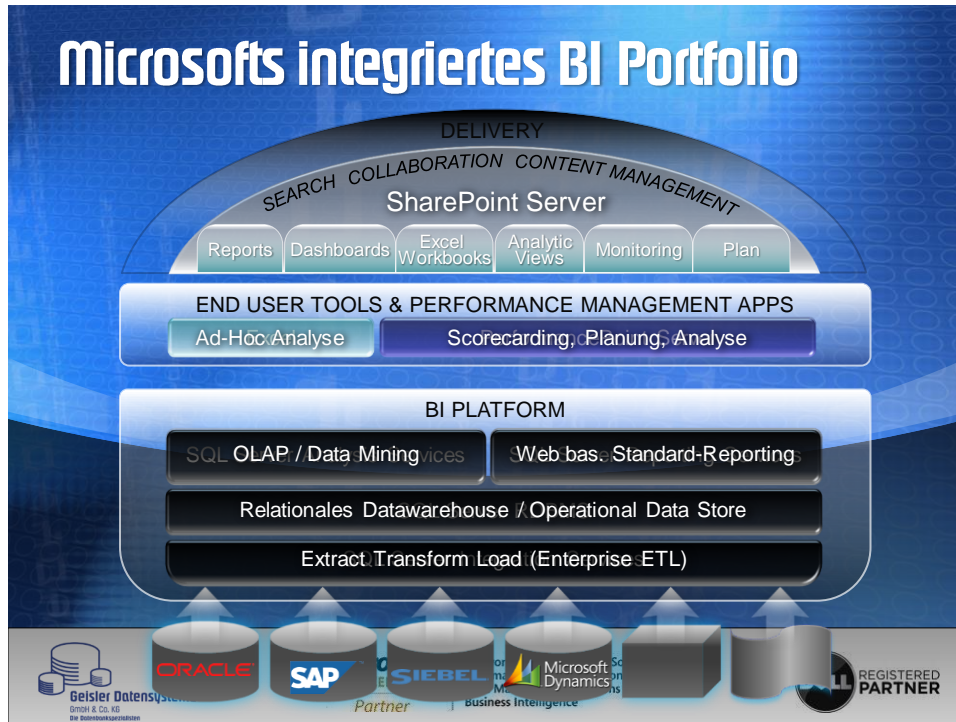 Microsofts integriertes BI Portfolio
DELIVERY
SEARCH COLLABORATION CONTENT MANAGEMENT
SharePoint Server
Reports
Dashboards
Excel
Workbooks
Analytic
Views
Monitoring
Plan
END USER TOOLS & PERFORMANCE MANAGEMENT APPS
Ad-Hoc Analyse
Scorecarding, Planung, Analyse
BI PLATFORM
OLAP / Data Mining
Web bas. Standard-Reporting
Relationales Datawarehouse / Operational Data Store
Extract Transform Load (Enterprise ETL)
ORACLE
SAP
SIEBEL
Microsoft
Dynamics
Geisler Datensyst
GmbH & Co. KG
Die Datenbankspezialisten
Partner
Business Intelligence
REGISTERED
PARTNER